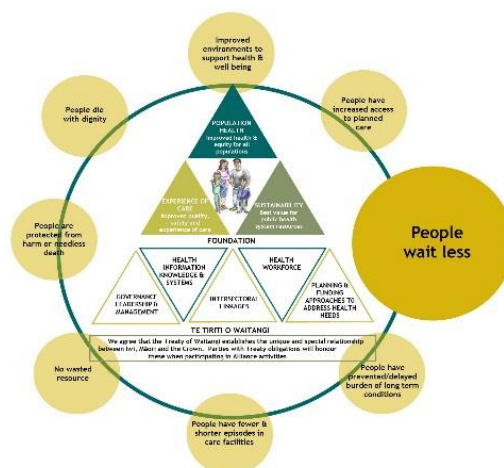 Improved
environments to
support health &
well being
People die
with dignity
People have
increased access
to planned
care
POPULATION
HEALTH
Improved health &
equity for all
populations
EXPERIENCE OF
CARE
Improved quality,
safety and
experience of care
SUSTAINABILITY
Best value for
public health
system resources
People are
protected from
harm or needless
death
People
wait less
FOUNDATION
HEALTH
INFORMATION
KNOWLEDGE &
SYSTEMS
HEALTH
WORKFORCE
GOVERNANCE
LEADERSHIP &
MANAGEMENT
INTERSECTORAL
LINKAGES
PLANNING &
FUNDING
APPROACHES TO
ADDRESS HEALTH
NEEDS
TE TIRITI O WAITANGI
We agree that the Treaty of Waitangi establishes the unique and special relationship
between Iwi, Māori and the Crown. Parties with Treaty obligations will honour
these when participating in Alliance activities
No wasted
resource
People have
prevented/delayed
burden of long term
conditions
People have fewer &
shorter episodes in
care facilities